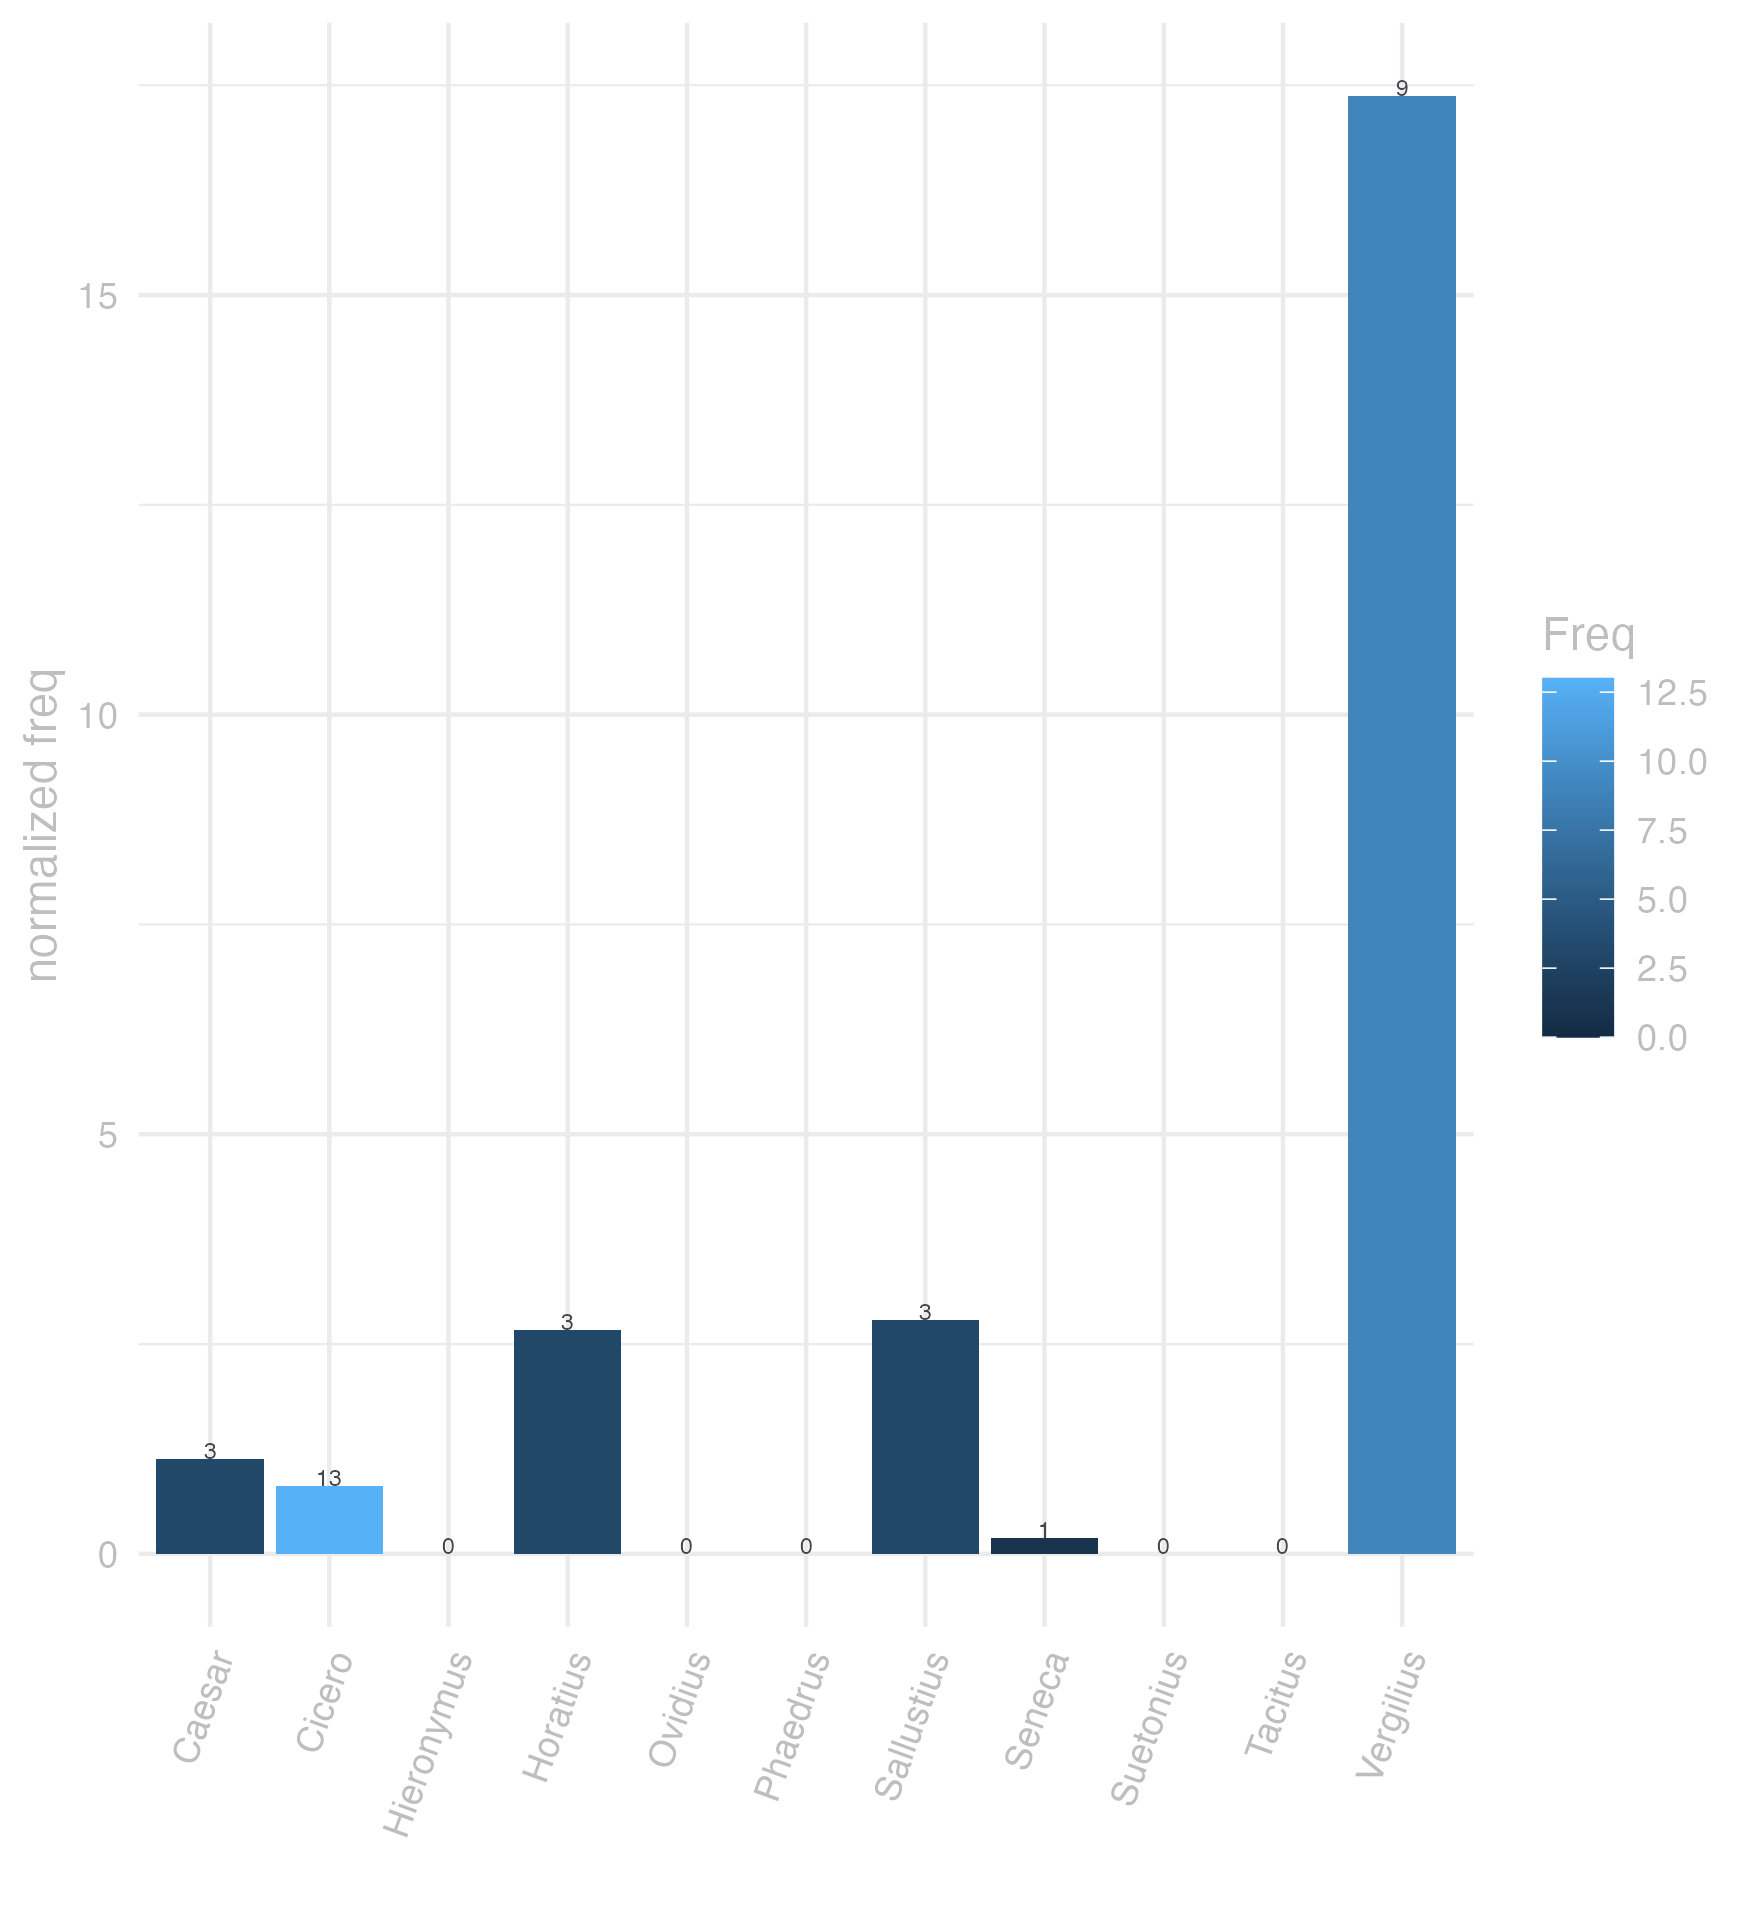 normalized freq
15
10
5
0
3
13
0
3
0
0
3
1
0
0
9
Caesar
Cicero
Hieronymus
Horatius
Ovidius
Phaedrus
Sallustius
Seneca
Suetonius
Tacitus
Vergilius
Freq
12.5
10.0
7.5
5.0
2.5
0.0